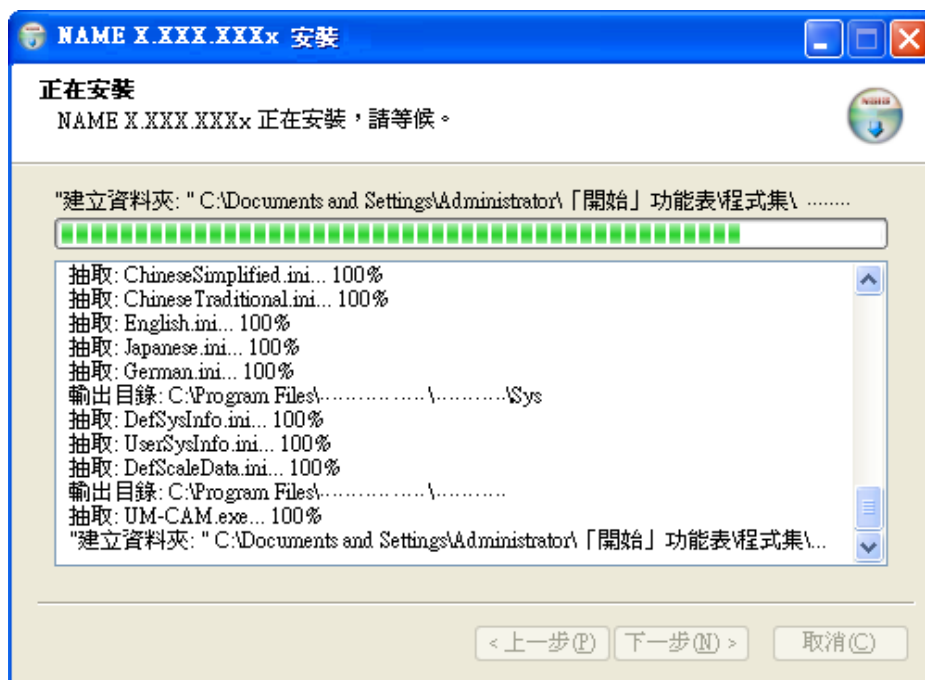 NAME X.XXX.XXXx 安裝
正在安裝
NAME X.XXX.XXXx 正在安裝，請等候。
"建立資料夾: " C:\Documents and Settings\Administrator\「開始」功能表\程式集\ ........
抽取: ChineseSimplified.ini... 100%
抽取: ChineseTraditional.ini... 100%
抽取: English.ini... 100%
抽取: Japanese.ini... 100%
抽取: German.ini... 100%
輸出目錄: C:\Program Files\.................\...........\Sys
抽取: DefSysInfo.ini... 100%
抽取: UserSysInfo.ini... 100%
抽取: DefScaleData.ini... 100%
輸出目錄: C:\Program Files\.................\...........
抽取: UM-CAM.exe... 100%
"建立資料夾: " C:\Documents and Settings\Administrator\「開始」功能表\程式集\...
< 上一步(P) 下一步(N) > 取消(C)